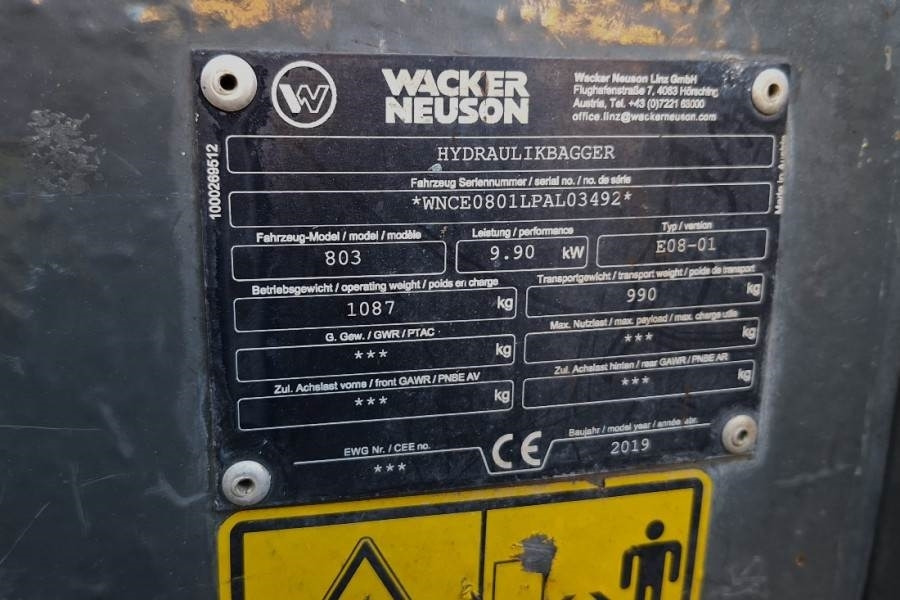 W
WACKER
NEUSON
Wacker Neuson Linz GmbH
Flughafenstraße 7, 4063 Hörsching
Austria, Tel. +43 (0)7221 63000
office.linz@wackerneuson.com
1000269512
HYDRAULIKBAGGER
Made in Austria
Fahrzeug Seriennummer / serial no. / no. de série
*WNCE0801LPAL03492*
Fahrzeug-Model / model / modèle
803
Leistung / performance
9.90 kW
Typ / version
E08-01
Betriebsgewicht / operating weight / poids en charge
1087 kg
Transportgewicht / transport weight / poids de transport
990 kg
G. Gew. / GWR / PTAC
*** kg
Max. Nutzlast / max. payload / max. charge utile
*** kg
Zul. Achslast vorne / front GAWR / PNBE AV
*** kg
Zul. Achslast hinten / rear GAWR / PNBE AR
*** kg
EWG Nr. / CEE no.
***
CE
Baujahr / model year / année. abr.
2019